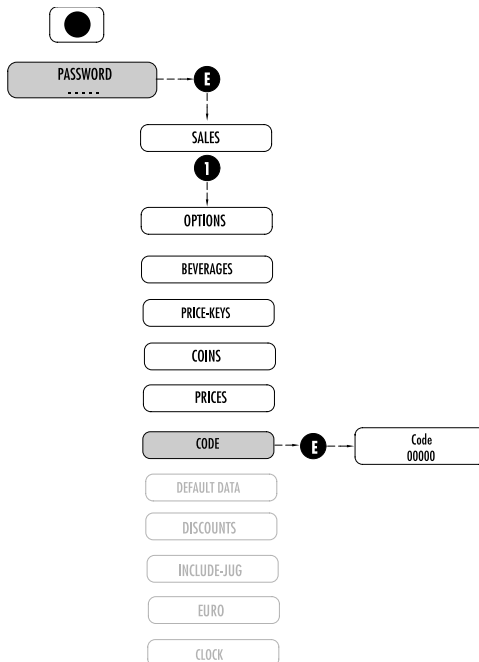 PASSWORD
-----
E
SALES
1
OPTIONS
BEVERAGES
PRICE-KEYS
COINS
PRICES
CODE
E
Code
00000
DEFAULT DATA
DISCOUNTS
INCLUDE-JUG
EURO
CLOCK